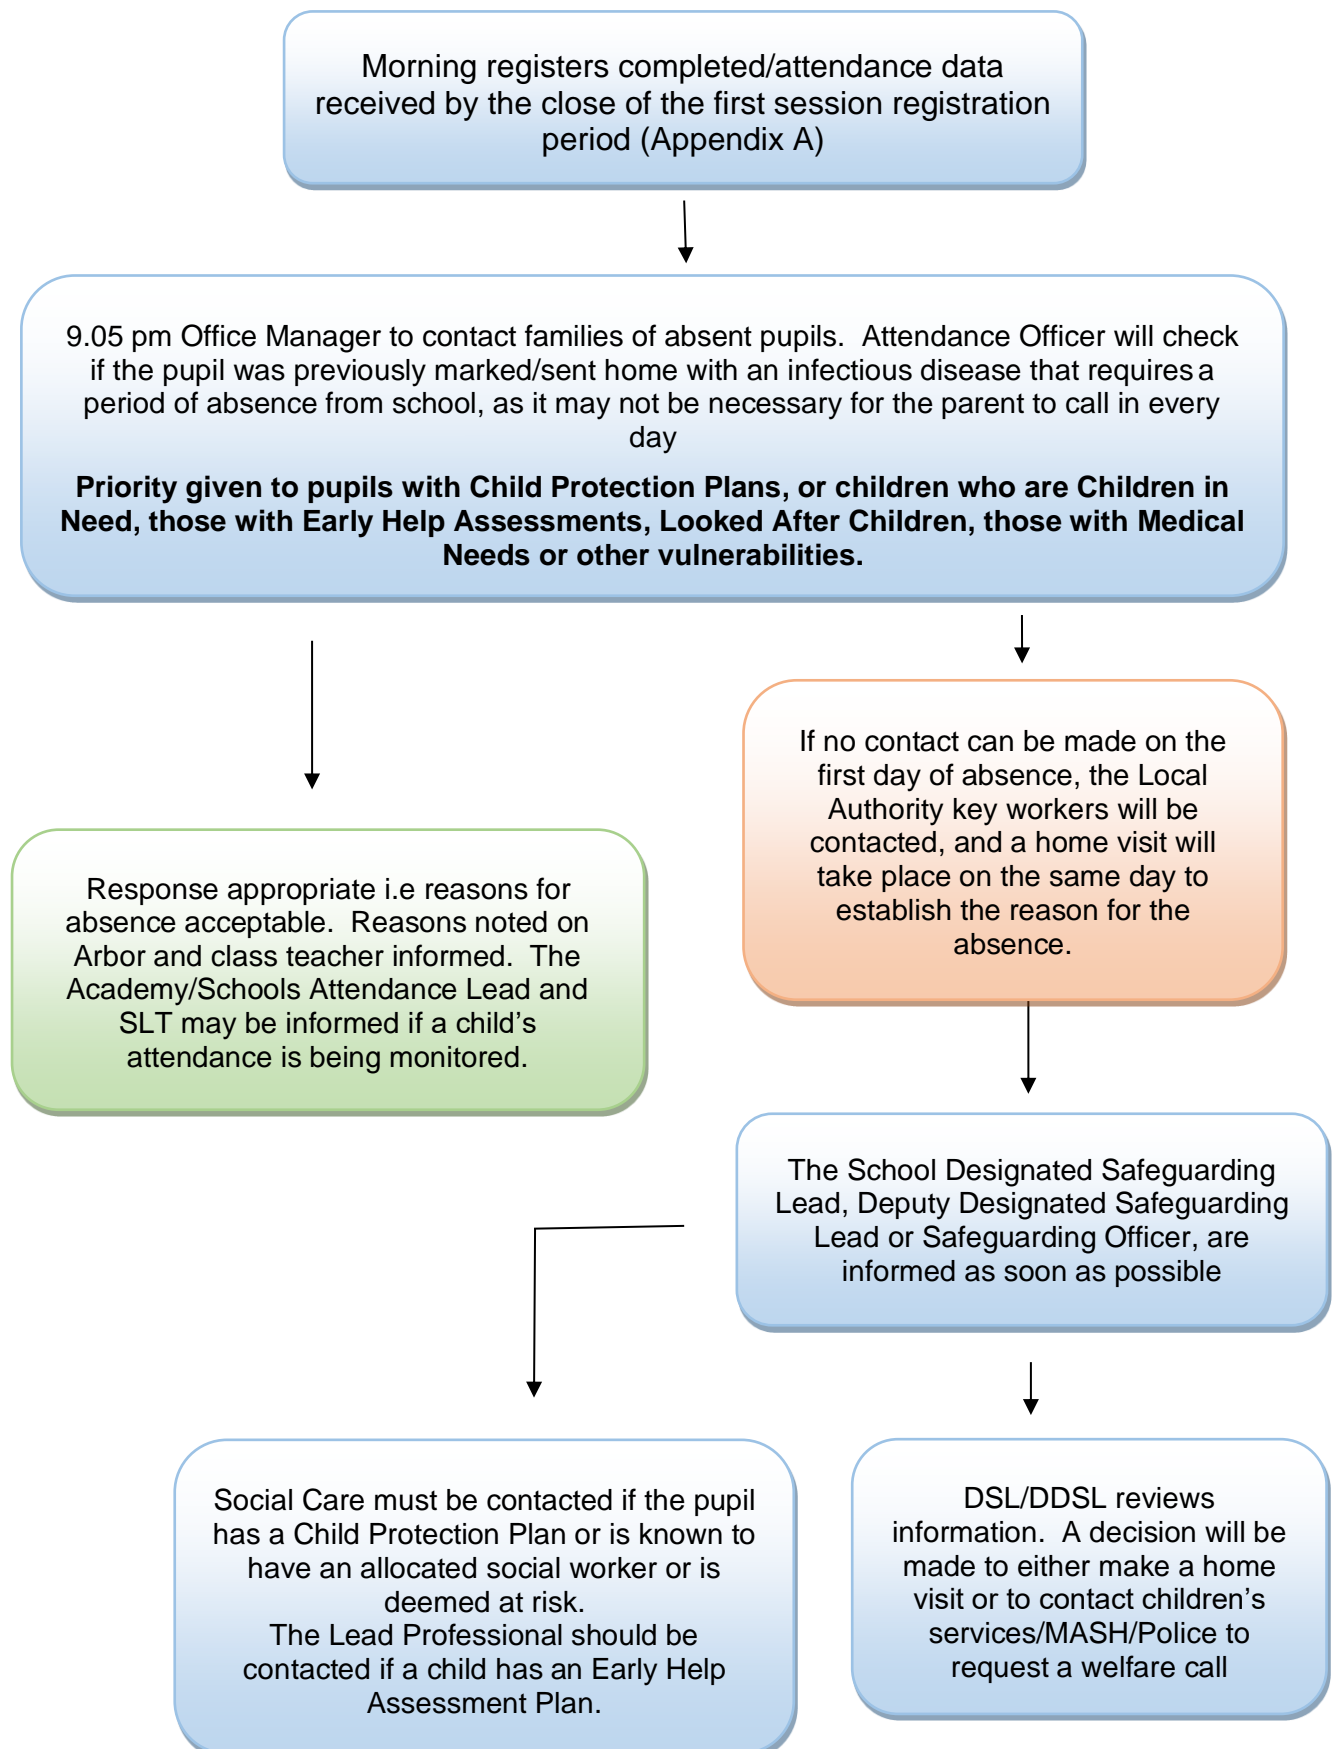 Morning registers completed/attendance data
received by the close of the first session registration
period (Appendix A)
9.05 pm Office Manager to contact families of absent pupils.  Attendance Officer will check
if the pupil was previously marked/sent home with an infectious disease that requires a
period of absence from school, as it may not be necessary for the parent to call in every
day
Priority given to pupils with Child Protection Plans, or children who are Children in
Need, those with Early Help Assessments, Looked After Children, those with Medical
Needs or other vulnerabilities.
If no contact can be made on the
first day of absence, the Local
Authority key workers will be
contacted, and a home visit will
take place on the same day to
establish the reason for the
absence.
Response appropriate i.e reasons for
absence acceptable.  Reasons noted on
Arbor and class teacher informed.  The
Academy/Schools Attendance Lead and
SLT may be informed if a child’s
attendance is being monitored.
The School Designated Safeguarding
Lead, Deputy Designated Safeguarding
Lead or Safeguarding Officer, are
informed as soon as possible
Social Care must be contacted if the pupil
has a Child Protection Plan or is known to
have an allocated social worker or is
deemed at risk.
The Lead Professional should be
contacted if a child has an Early Help
Assessment Plan.
DSL/DDSL reviews
information.  A decision will be
made to either make a home
visit or to contact children’s
services/MASH/Police to
request a welfare call